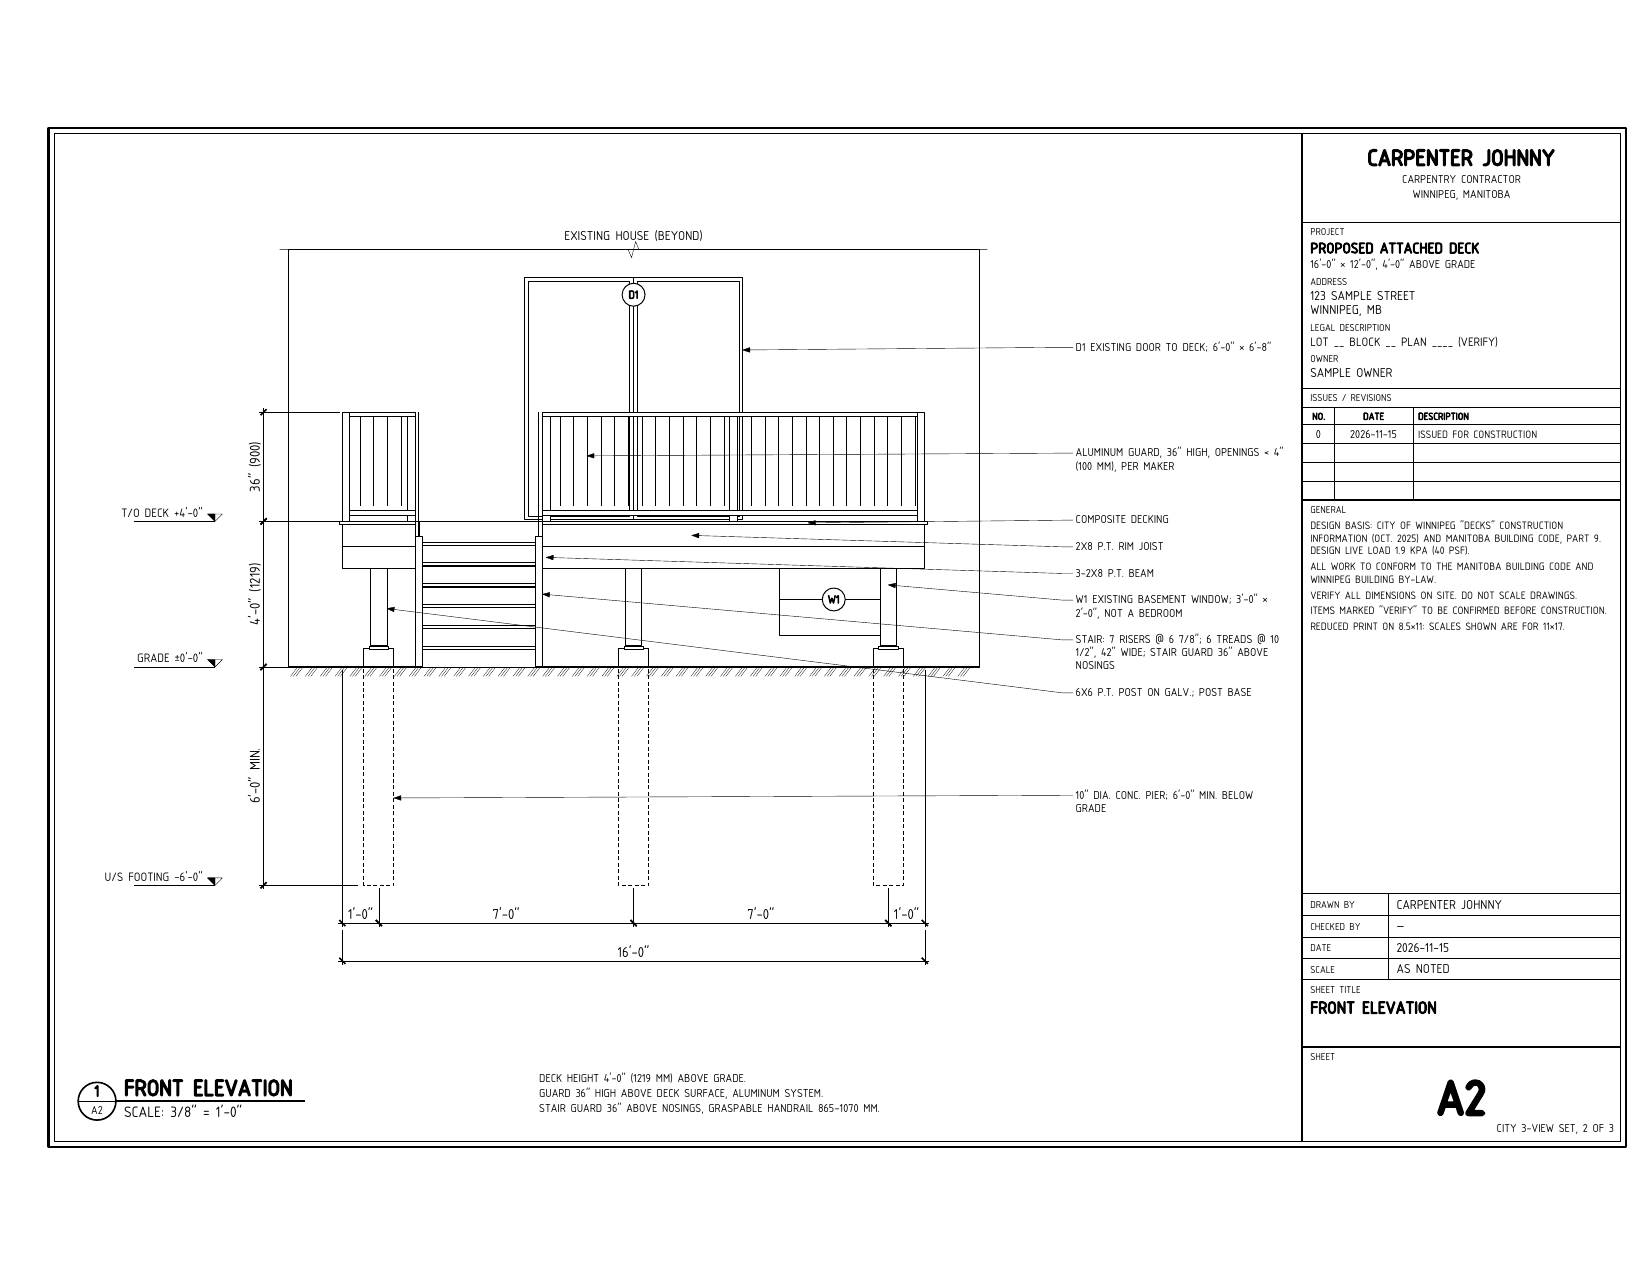 EXISTING HOUSE (BEYOND)
D1
D1 EXISTING DOOR TO DECK; 6'-0" × 6'-8"
36" (900)
ALUMINUM GUARD, 36" HIGH, OPENINGS < 4"
(100 MM), PER MAKER
T/O DECK +4'-0"
COMPOSITE DECKING
2X8 P.T. RIM JOIST
3-2X8 P.T. BEAM
4'-0" (1219)
W1
W1 EXISTING BASEMENT WINDOW; 3'-0" ×
2'-0", NOT A BEDROOM
STAIR: 7 RISERS @ 6 7/8"; 6 TREADS @ 10
1/2", 42" WIDE; STAIR GUARD 36" ABOVE
NOSINGS
GRADE ±0'-0"
6X6 P.T. POST ON GALV.; POST BASE
6'-0" MIN.
10" DIA. CONC. PIER; 6'-0" MIN. BELOW
GRADE
U/S FOOTING -6'-0"
1'-0" 7'-0" 7'-0" 1'-0"
16'-0"
1
A2
FRONT ELEVATION
SCALE: 3/8" = 1'-0"
DECK HEIGHT 4'-0" (1219 MM) ABOVE GRADE.
GUARD 36" HIGH ABOVE DECK SURFACE, ALUMINUM SYSTEM.
STAIR GUARD 36" ABOVE NOSINGS, GRASPABLE HANDRAIL 865-1070 MM.
CARPENTER JOHNNY
CARPENTRY CONTRACTOR
WINNIPEG, MANITOBA
PROJECT
PROPOSED ATTACHED DECK
16'-0" × 12'-0", 4'-0" ABOVE GRADE
ADDRESS
123 SAMPLE STREET
WINNIPEG, MB
LEGAL DESCRIPTION
LOT __ BLOCK __ PLAN ____ (VERIFY)
OWNER
SAMPLE OWNER
ISSUES / REVISIONS
NO. DATE DESCRIPTION
0 2026-11-15 ISSUED FOR CONSTRUCTION
GENERAL
DESIGN BASIS: CITY OF WINNIPEG "DECKS" CONSTRUCTION
INFORMATION (OCT. 2025) AND MANITOBA BUILDING CODE, PART 9.
DESIGN LIVE LOAD 1.9 KPA (40 PSF).
ALL WORK TO CONFORM TO THE MANITOBA BUILDING CODE AND
WINNIPEG BUILDING BY-LAW.
VERIFY ALL DIMENSIONS ON SITE. DO NOT SCALE DRAWINGS.
ITEMS MARKED "VERIFY" TO BE CONFIRMED BEFORE CONSTRUCTION.
REDUCED PRINT ON 8.5×11: SCALES SHOWN ARE FOR 11×17.
DRAWN BY CARPENTER JOHNNY
CHECKED BY —
DATE 2026-11-15
SCALE AS NOTED
SHEET TITLE
FRONT ELEVATION
SHEET
A2
CITY 3-VIEW SET, 2 OF 3